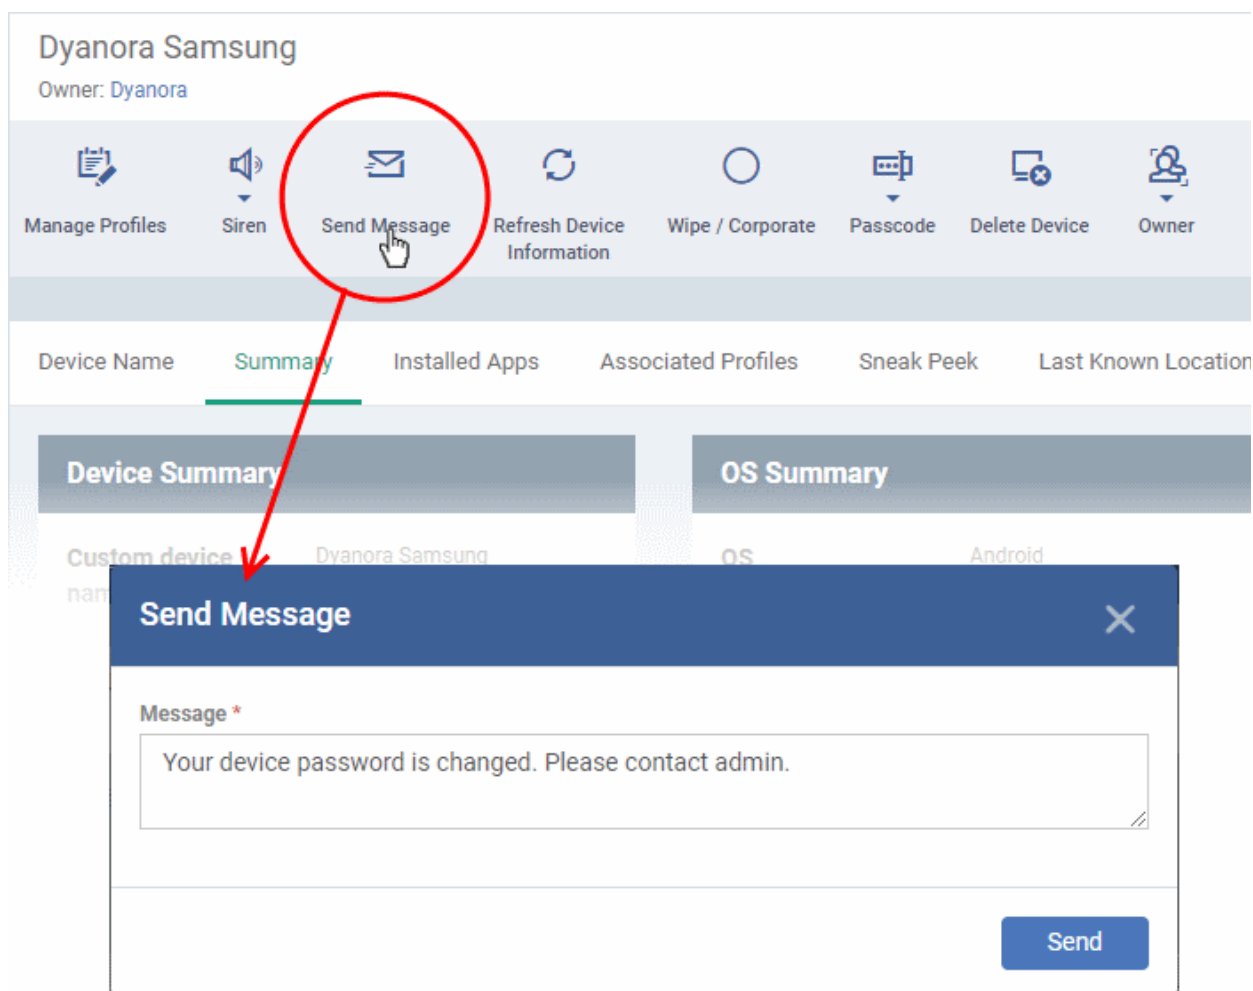 Dyanora Samsung
Owner: Dyanora
Manage Profiles
Siren
Send Message
Refresh Device
Information
Wipe / Corporate
Passcode
Delete Device
Owner
Device Name
Summary
Installed Apps
Associated Profiles
Sneak Peek
Last Known Location
Device Summary
OS Summary
Custom device
Dyanora Samsung
OS
Android
Send Message
Message *
Your device password is changed. Please contact admin.
Send